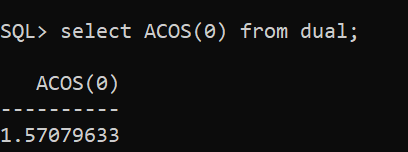 SQL> select ACOS(0) from dual;
ACOS(0)
----------
1.57079633